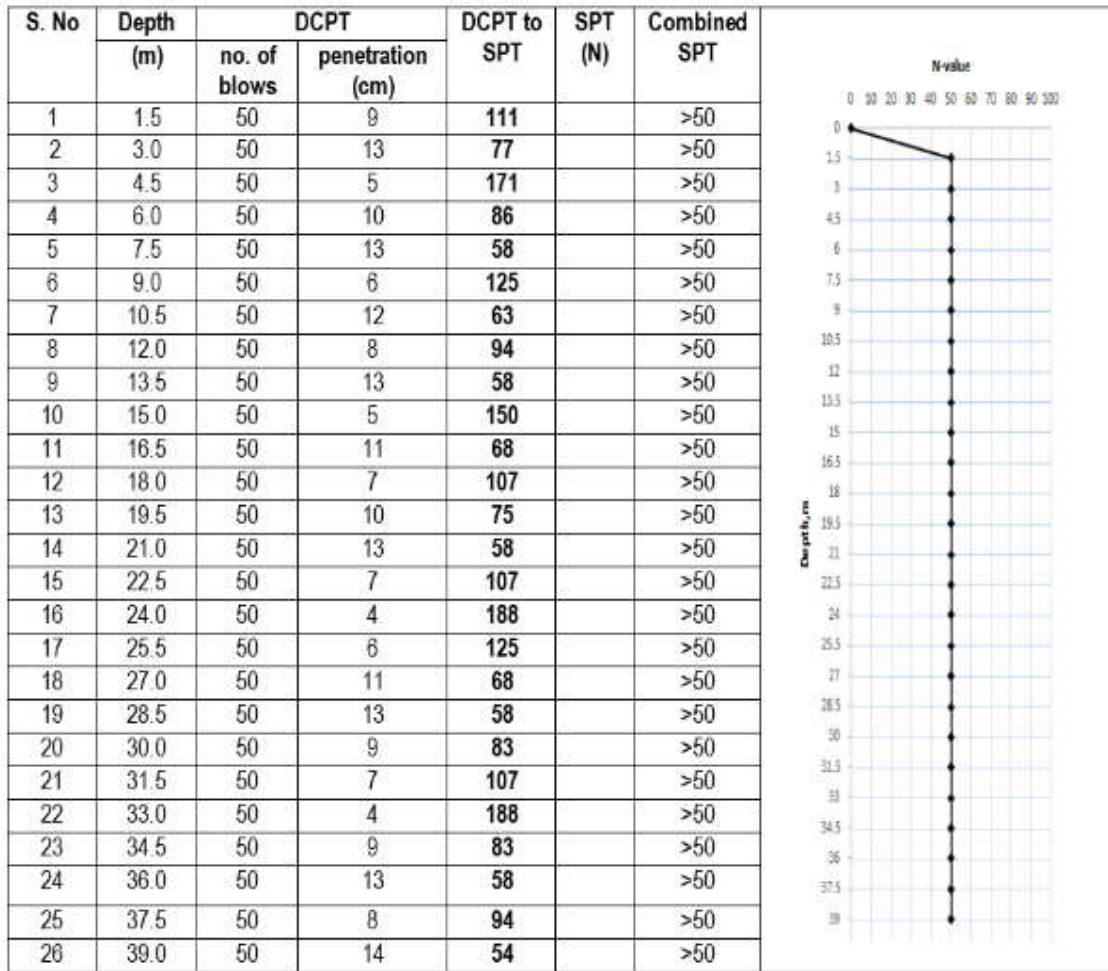 S. No Depth DCPT DCPT to SPT Combined
(m) no. of penetration SPT (N) SPT
blows (cm)
1 1.5 50 9 111 >50
2 3.0 50 13 77 >50
3 4.5 50 5 171 >50
4 6.0 50 10 86 >50
5 7.5 50 13 58 >50
6 9.0 50 6 125 >50
7 10.5 50 12 63 >50
8 12.0 50 8 94 >50
9 13.5 50 13 58 >50
10 15.0 50 5 150 >50
11 16.5 50 11 68 >50
12 18.0 50 7 107 >50
13 19.5 50 10 75 >50
14 21.0 50 13 58 >50
15 22.5 50 7 107 >50
16 24.0 50 4 188 >50
17 25.5 50 6 125 >50
18 27.0 50 11 68 >50
19 28.5 50 13 58 >50
20 30.0 50 9 83 >50
21 31.5 50 7 107 >50
22 33.0 50 4 188 >50
23 34.5 50 9 83 >50
24 36.0 50 13 58 >50
25 37.5 50 8 94 >50
26 39.0 50 14 54 >50
N-value
0 10 20 30 40 50 60 70 80 90 100
0
1.5
3
4.5
6
7.5
9
10.5
12
13.5
15
16.5
18
19.5
21
22.5
24
25.5
27
28.5
30
31.5
33
34.5
36
37.5
39
Depth,m